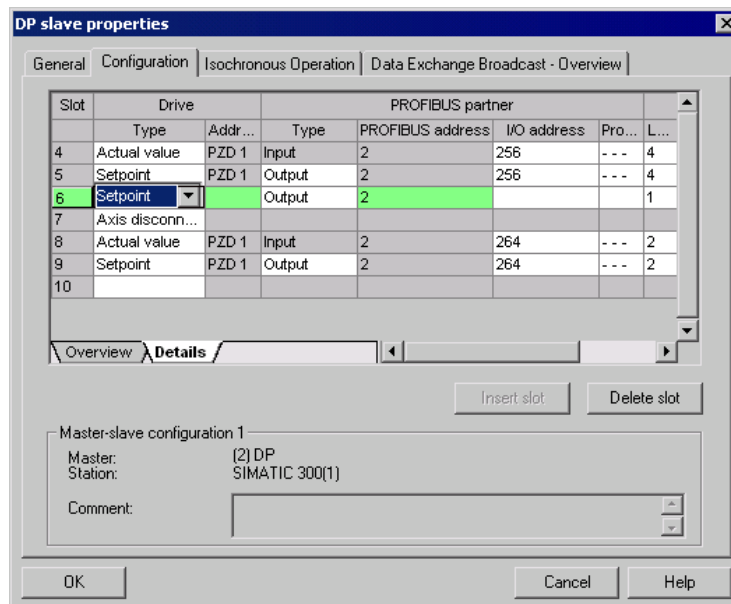 DP slave properties
General Configuration Isochronous Operation Data Exchange Broadcast - Overview
Slot Drive PROFIBUS partner
Type Addr... Type PROFIBUS address I/O address Pro... L...
4 Actual value PZD 1 Input 2 256 - - - 4
5 Setpoint PZD 1 Output 2 256 - - - 4
6 Setpoint Output 2 1
7 Axis disconn...
8 Actual value PZD 1 Input 2 264 - - - 2
9 Setpoint PZD 1 Output 2 264 - - - 2
10
Overview Details
Insert slot Delete slot
Master-slave configuration 1
Master: (2) DP
Station: SIMATIC 300(1)
Comment:
OK Cancel Help